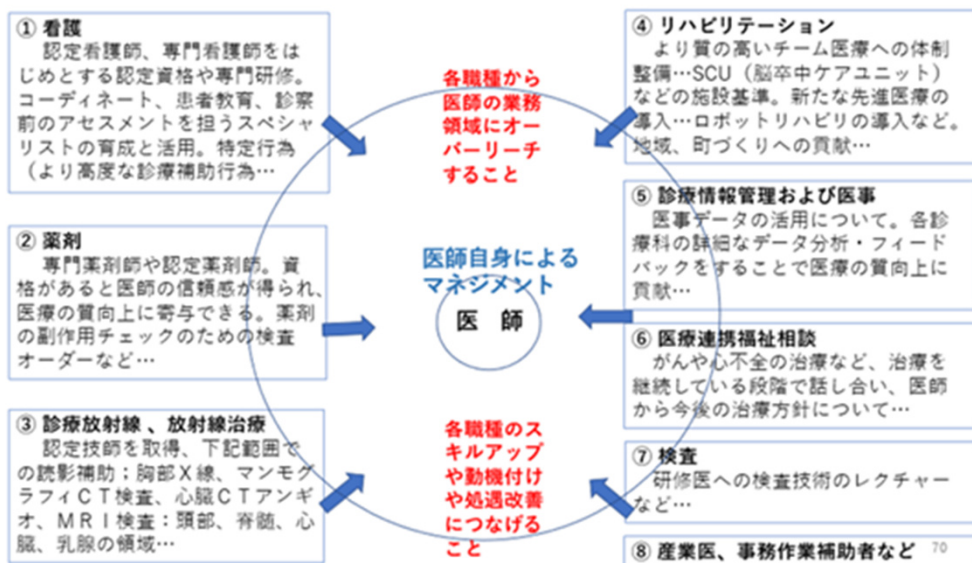 ① 看護
認定看護師、専門看護師をは
じめとする認定資格や専門研修。
コーディネート、患者教育、診察
前のアセスメントを担うスペシャ
リストの育成と活用。特定行為
（より高度な診療補助行為…
② 薬剤
専門薬剤師や認定薬剤師。資
格があると医師の信頼感が得られ、
医療の質向上に寄与できる。薬剤
の副作用チェックのための検査
オーダーなど…
③ 診療放射線 、放射線治療
認定技師を取得、下記範囲で
の読影補助；胸部Ｘ線、マンモグ
ラフィＣＴ検査、心臓ＣＴアンギ
オ、ＭＲＩ検査：頭部、脊髄、心
臓、乳腺の領域…
各職種から
医師の業務
領域にオー
バーリーチ
すること
医師自身による
マネジメント
医 師
各職種のス
キルアップ
や動機付け
や処遇改善
につなげる
こと
④ リハビリテーション
より質の高いチーム医療への体制
整備…SCU（脳卒中ケアユニット）
などの施設基準。新たな先進医療の
導入…ロボットリハビリの導入など。
地域、町づくりへの貢献…
⑤ 診療情報管理および医事
医事データの活用について。各診
療科の詳細なデータ分析・フィード
バックをすることで医療の質向上に
貢献…
⑥ 医療連携福祉相談
がんや心不全の治療など、治療を
継続している段階で話し合い、医師
から今後の治療方針について…
⑦ 検査
研修医への検査技術のレクチャー
など…
⑧ 産業医、事務作業補助者など
70